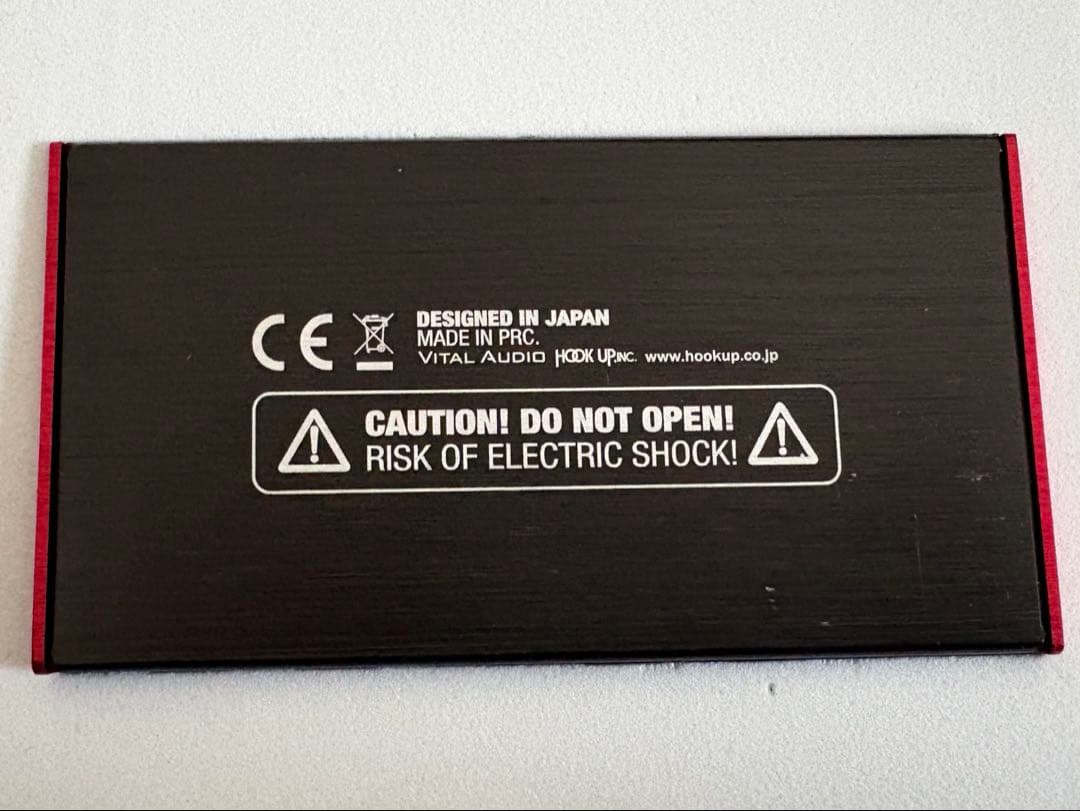 CE
DESIGNED IN JAPAN
MADE IN PRC.
VITAL AUDIO HOOK UP,INC. www.hookup.co.jp
CAUTION! DO NOT OPEN!
RISK OF ELECTRIC SHOCK!